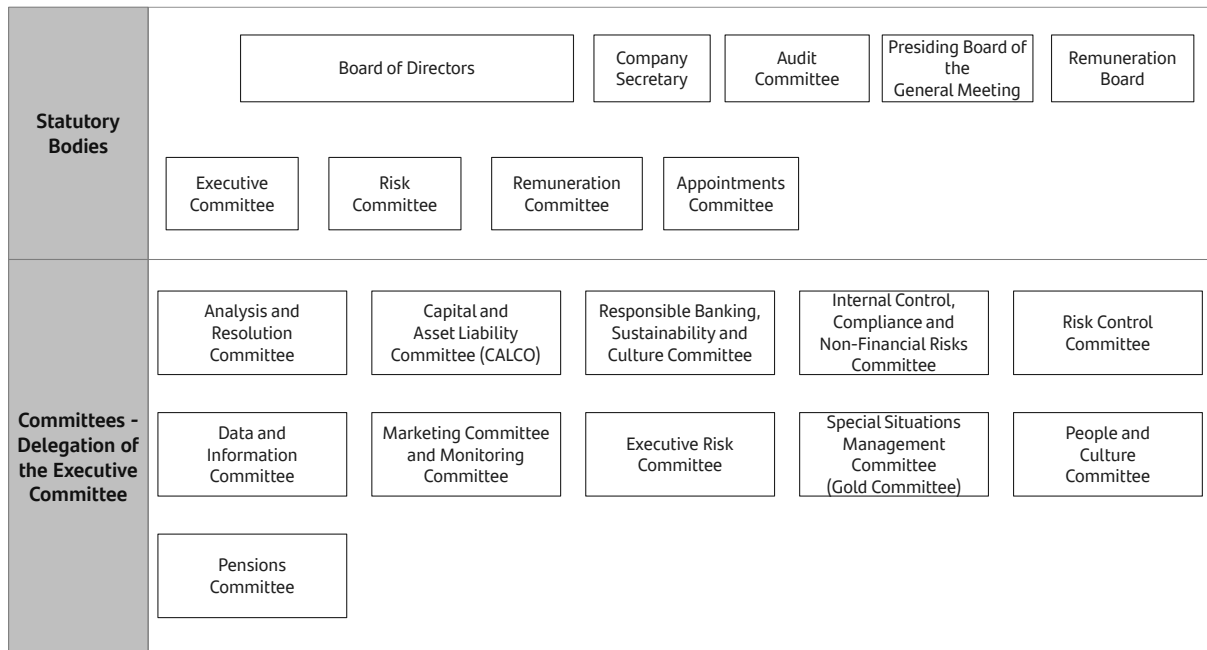 Statutory
Bodies
Board of Directors
Company
Secretary
Audit
Committee
Presiding Board of
the
General Meeting
Remuneration
Board
Executive
Committee
Risk
Committee
Remuneration
Committee
Appointments
Committee
Committees -
Delegation of
the Executive
Committee
Analysis and
Resolution
Committee
Capital and
Asset Liability
Committee (CALCO)
Responsible Banking,
Sustainability and
Culture Committee
Internal Control,
Compliance and
Non-Financial Risks
Committee
Risk Control
Committee
Data and
Information
Committee
Marketing Committee
and Monitoring
Committee
Executive Risk
Committee
Special Situations
Management
Committee
(Gold Committee)
People and
Culture
Committee
Pensions
Committee